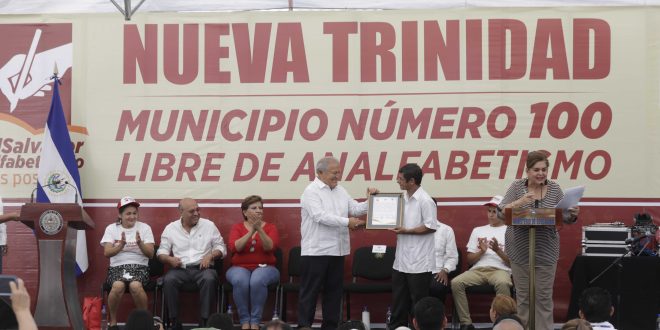 NUEVA TRINIDAD
MUNICIPIO NÚMERO 100
LIBRE DE ANALFABETISMO